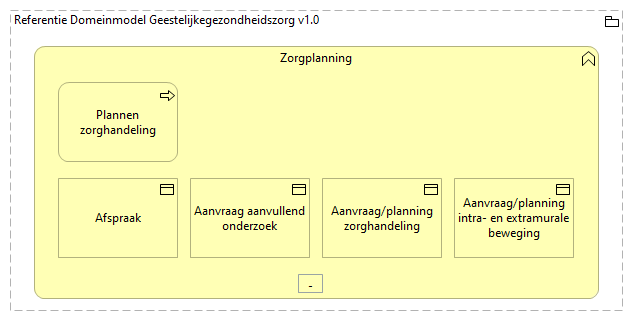 Referentie Domeinmodel Geestelijkegezondheidszorg v1.0
Zorgplanning
Plannen
zorghandeling
Afspraak
Aanvraag aanvullend
onderzoek
Aanvraag/planning
zorghandeling
Aanvraag/planning
intra- en extramurale
beweging
-